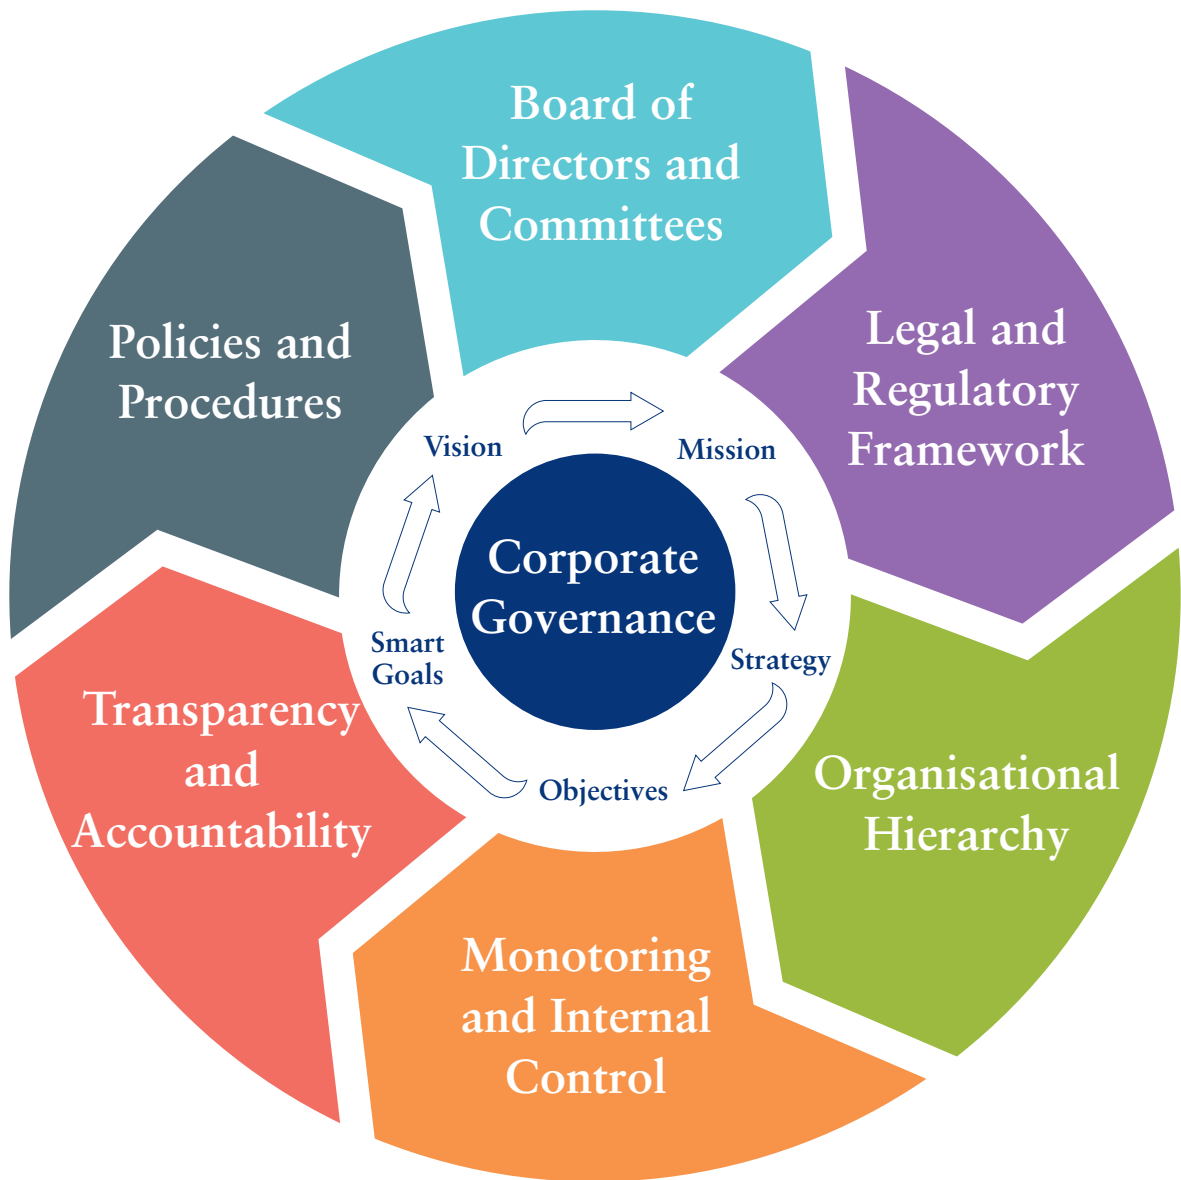 Board of
Directors and
Committees
Legal and
Regulatory
Framework
Organisational
Hierarchy
Monotoring
and Internal
Control
Transparency
and
Accountability
Policies and
Procedures
Vision
Mission
Strategy
Objectives
Smart
Goals
Corporate
Governance